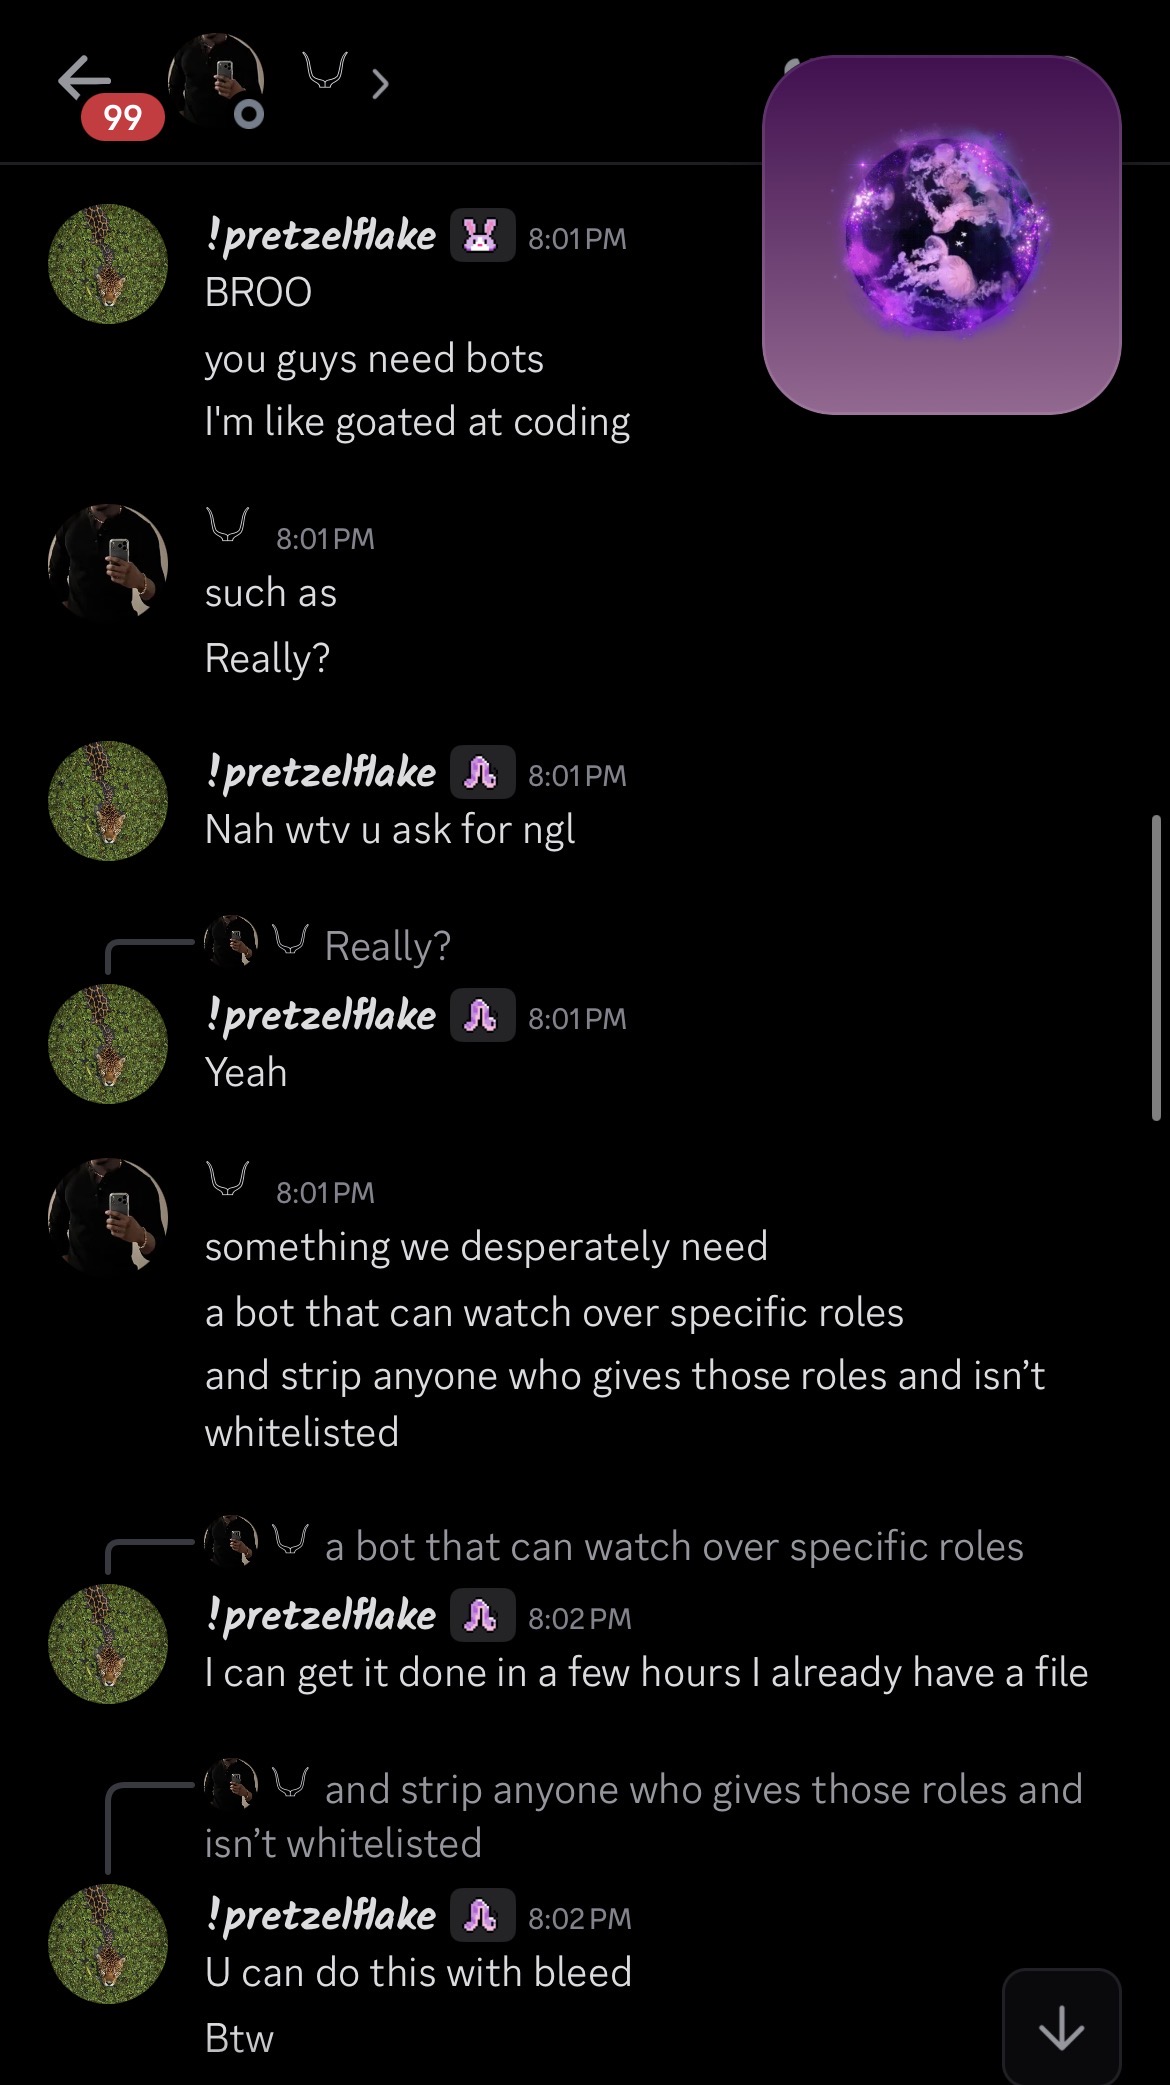 99
!pretzelflake 8:01 PM
BROO
you guys need bots
I'm like goated at coding
8:01 PM
such as
Really?
!pretzelflake 8:01 PM
Nah wtv u ask for ngl
Really?
!pretzelflake 8:01 PM
Yeah
8:01 PM
something we desperately need
a bot that can watch over specific roles
and strip anyone who gives those roles and isn’t
whitelisted
a bot that can watch over specific roles
!pretzelflake 8:02 PM
I can get it done in a few hours I already have a file
and strip anyone who gives those roles and
isn’t whitelisted
!pretzelflake 8:02 PM
U can do this with bleed
Btw